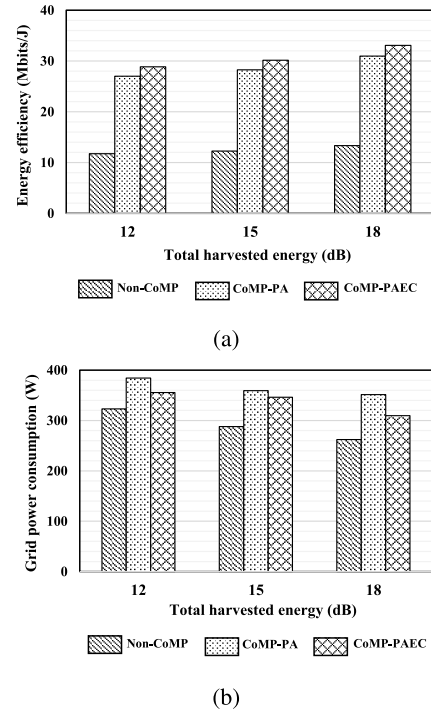 40
30
20
10
0
Energy efficiency (Mbits/J)
12 15 18
Total harvested energy (dB)
Non-CoMP CoMP-PA CoMP-PAEC
(a)
400
300
200
100
0
Grid power consumption (W)
12 15 18
Total harvested energy (dB)
Non-CoMP CoMP-PA CoMP-PAEC
(b)